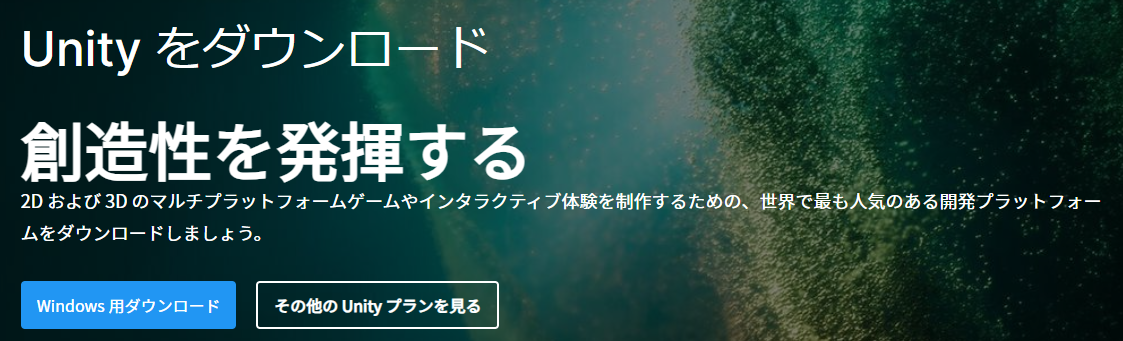 Unity をダウンロード
創造性を発揮する
2D および 3D のマルチプラットフォームゲームやインタラクティブ体験を制作するための、世界で最も人気のある開発プラットフォー
ムをダウンロードしましょう。
Windows 用ダウンロード
その他の Unity プランを見る